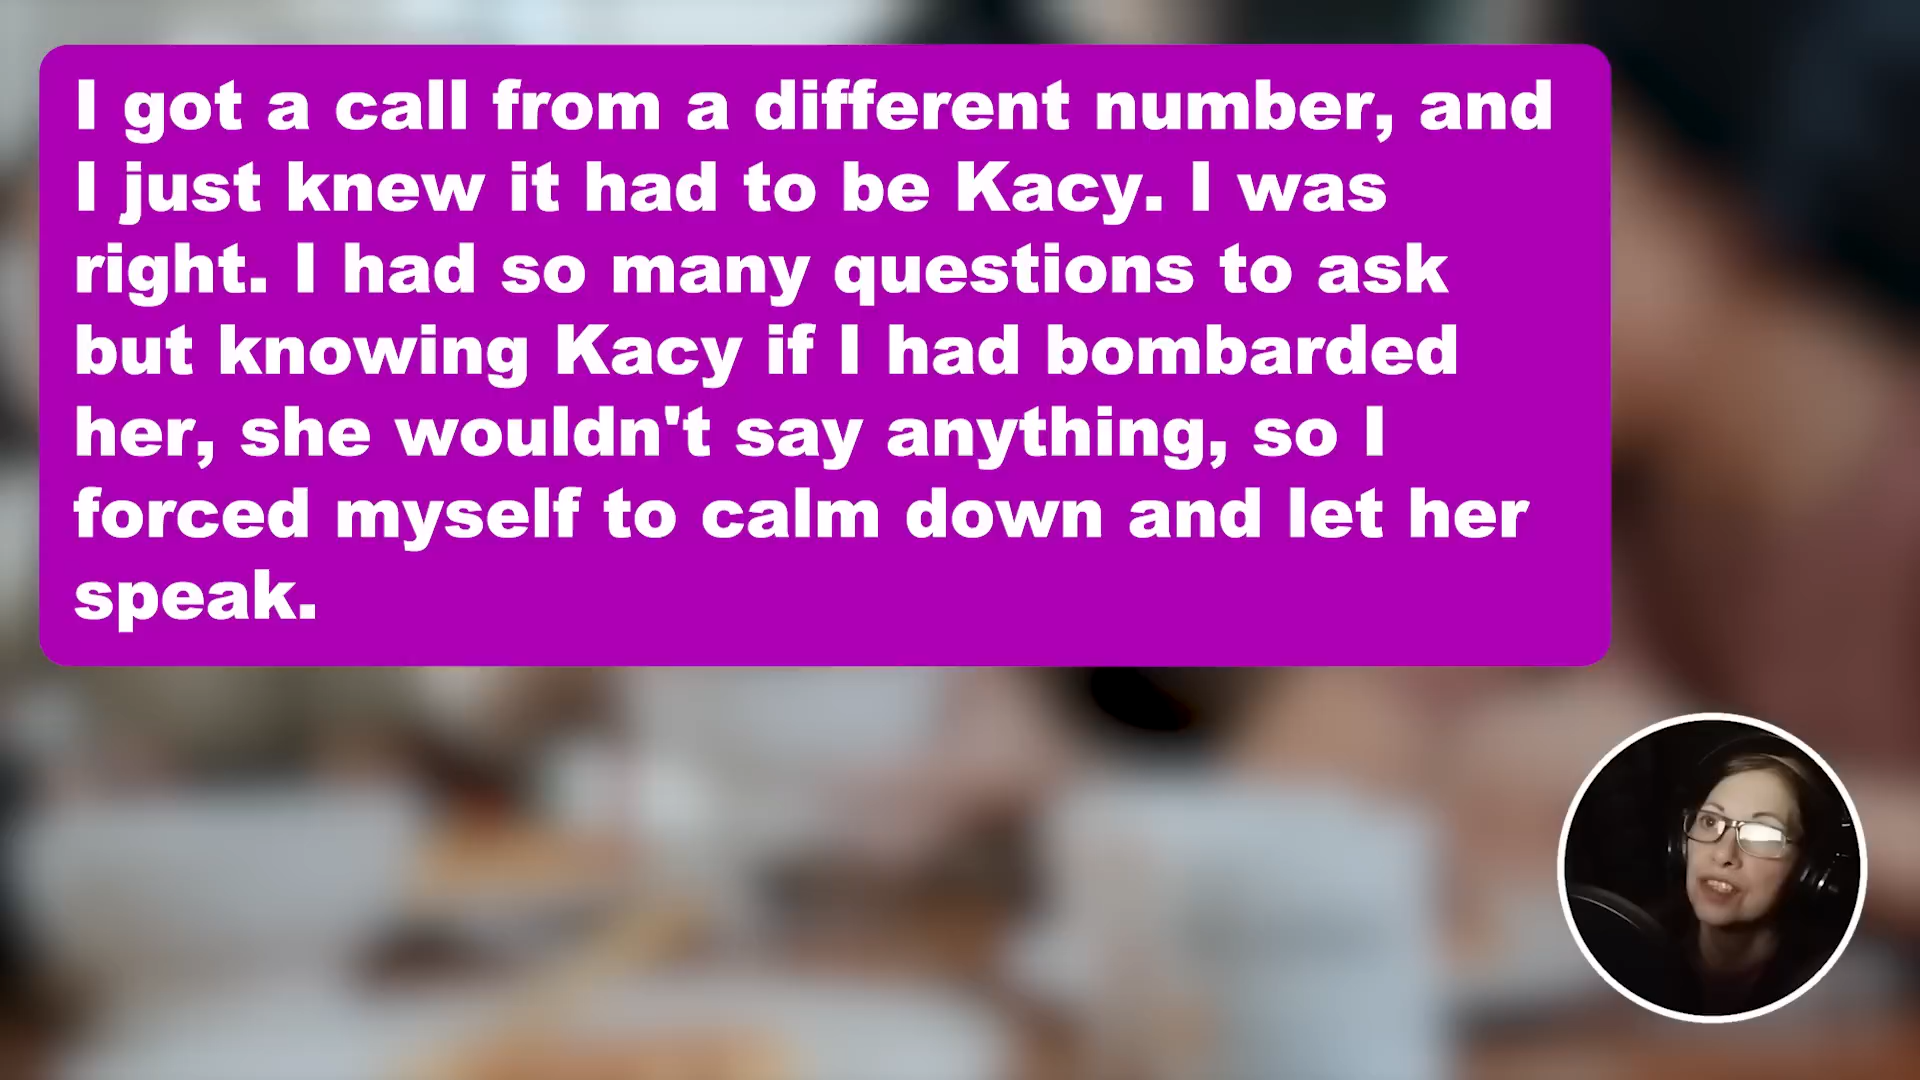 I got a call from a different number, and
I just knew it had to be Kacy. I was
right. I had so many questions to ask
but knowing Kacy if I had bombarded
her, she wouldn't say anything, so I
forced myself to calm down and let her
speak.